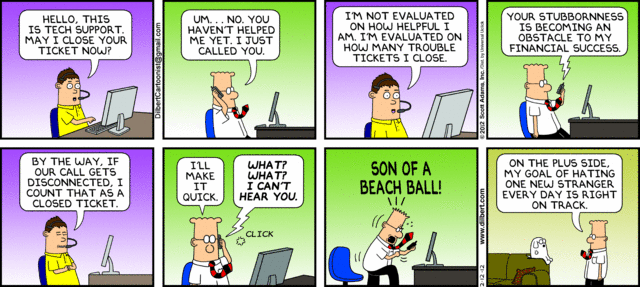 HELLO, THIS
IS TECH SUPPORT.
MAY I CLOSE YOUR
TICKET NOW?
DilbertCartoonist@gmail.com
UM. . . NO. YOU
HAVEN'T HELPED
ME YET. I JUST
CALLED YOU.
I'M NOT EVALUATED
ON HOW HELPFUL I
AM. I'M EVALUATED
ON HOW MANY TROUBLE
TICKETS I CLOSE.
©2012 Scott Adams, Inc. /Dist. by Universal Uclick
YOUR STUBBORNNESS
IS BECOMING AN
OBSTACLE TO MY
FINANCIAL SUCCESS.
BY THE WAY, IF
OUR CALL GETS
DISCONNECTED, I
COUNT THAT AS A
CLOSED TICKET.
I'LL
MAKE
IT
QUICK.
WHAT?
WHAT?
I CAN'T
HEAR YOU.
CLICK
SON OF A
BEACH BALL!
www.dilbert.com
2-12-12
ON THE PLUS SIDE,
MY GOAL OF HATING
ONE NEW STRANGER
EVERY DAY IS RIGHT
ON TRACK.